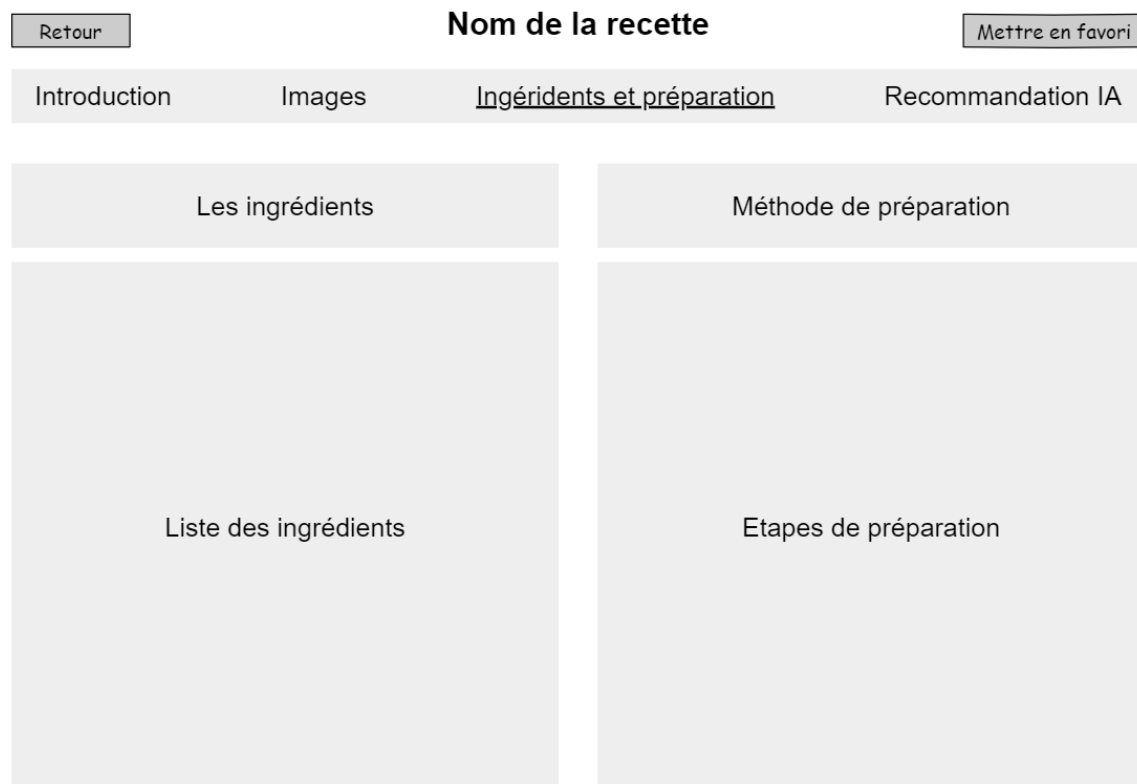 Retour
Nom de la recette
Mettre en favori
Introduction
Images
Ingéridents et préparation
Recommandation IA
Les ingrédients
Méthode de préparation
Liste des ingrédients
Etapes de préparation